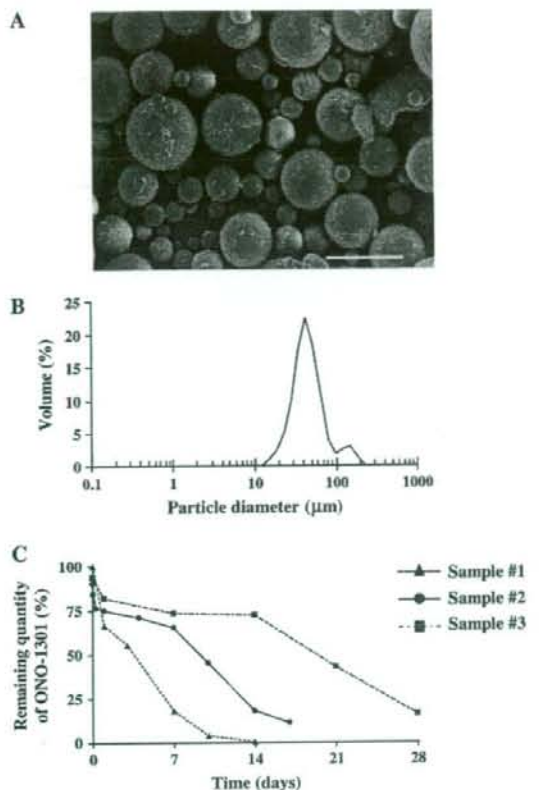 A
B
25
20
15
10
5
0
Volume (%)
0.1 1 10 100 1000
Particle diameter (μm)
C
100
75
50
25
0
Remaining quantity
of ONO-1301 (%)
0 7 14 21 28
Time (days)
Sample #1
Sample #2
Sample #3